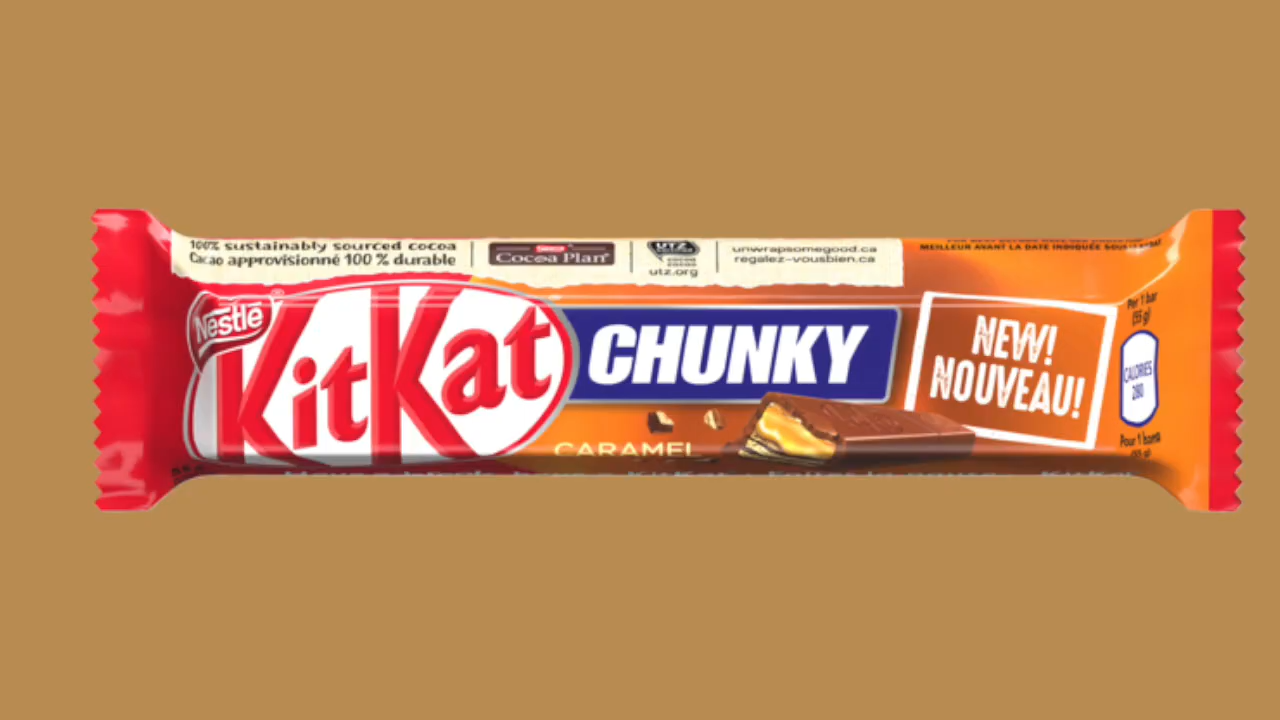 100% sustainably sourced cocoa
Cacao approvisionné 100 % durable
Nestlé
Cocoa Plan
UTZ
utz.org
unwrapsomegood.ca
regalez-vousbien.ca
MEILLEUR AVANT LA DATE INDIQUÉE
Nestlé
KitKat
CHUNKY
CARAMEL
NEW!
NOUVEAU!
Per 1 bar
(55 g)
CALORIES
280
Pour 1 barre
(55 g)